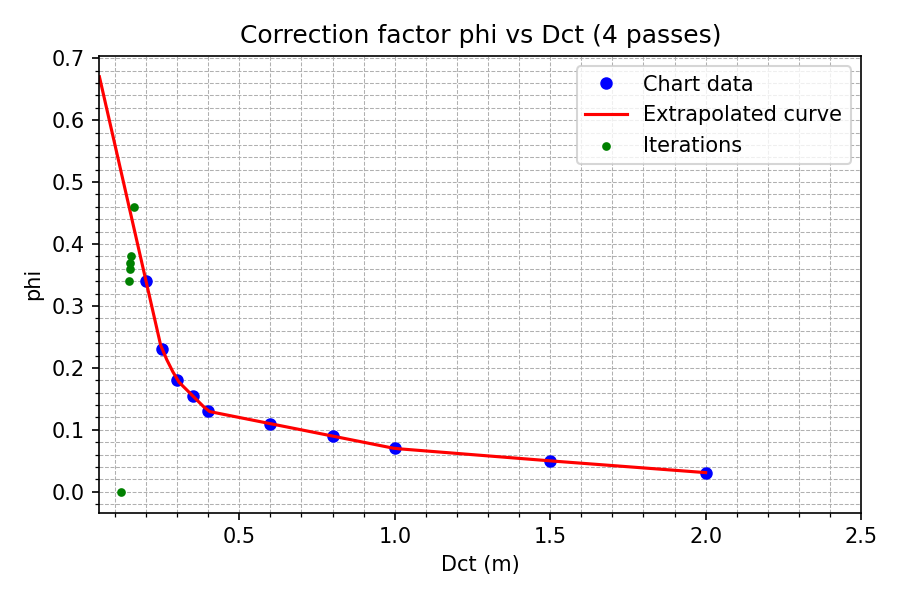 Correction factor phi vs Dct (4 passes)
Chart data
Extrapolated curve
Iterations
0.7
0.6
0.5
0.4
0.3
0.2
0.1
0.0
phi
0.5
1.0
1.5
2.0
2.5
Dct (m)